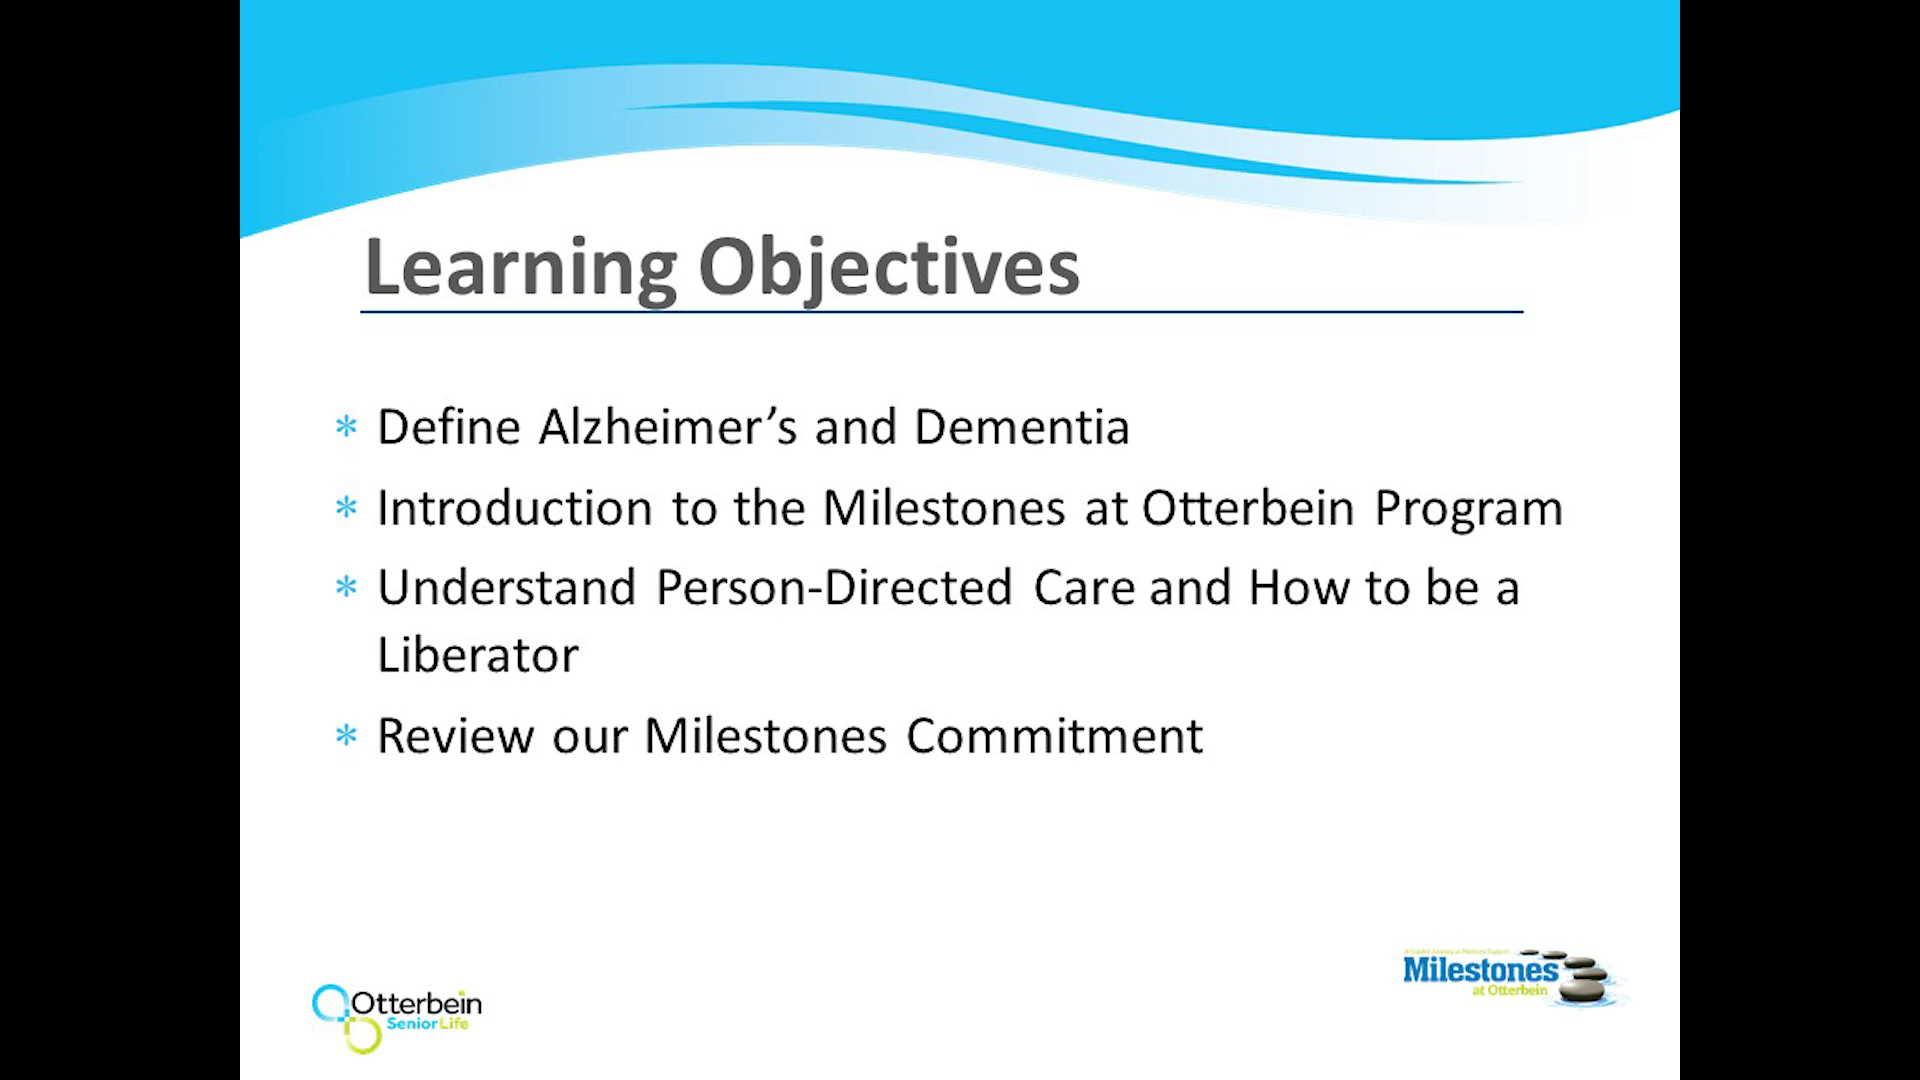 Learning Objectives
* Define Alzheimer’s and Dementia
* Introduction to the Milestones at Otterbein Program
* Understand Person-Directed Care and How to be a
Liberator
* Review our Milestones Commitment
Milestones
at Otterbein
Otterbein
SeniorLife